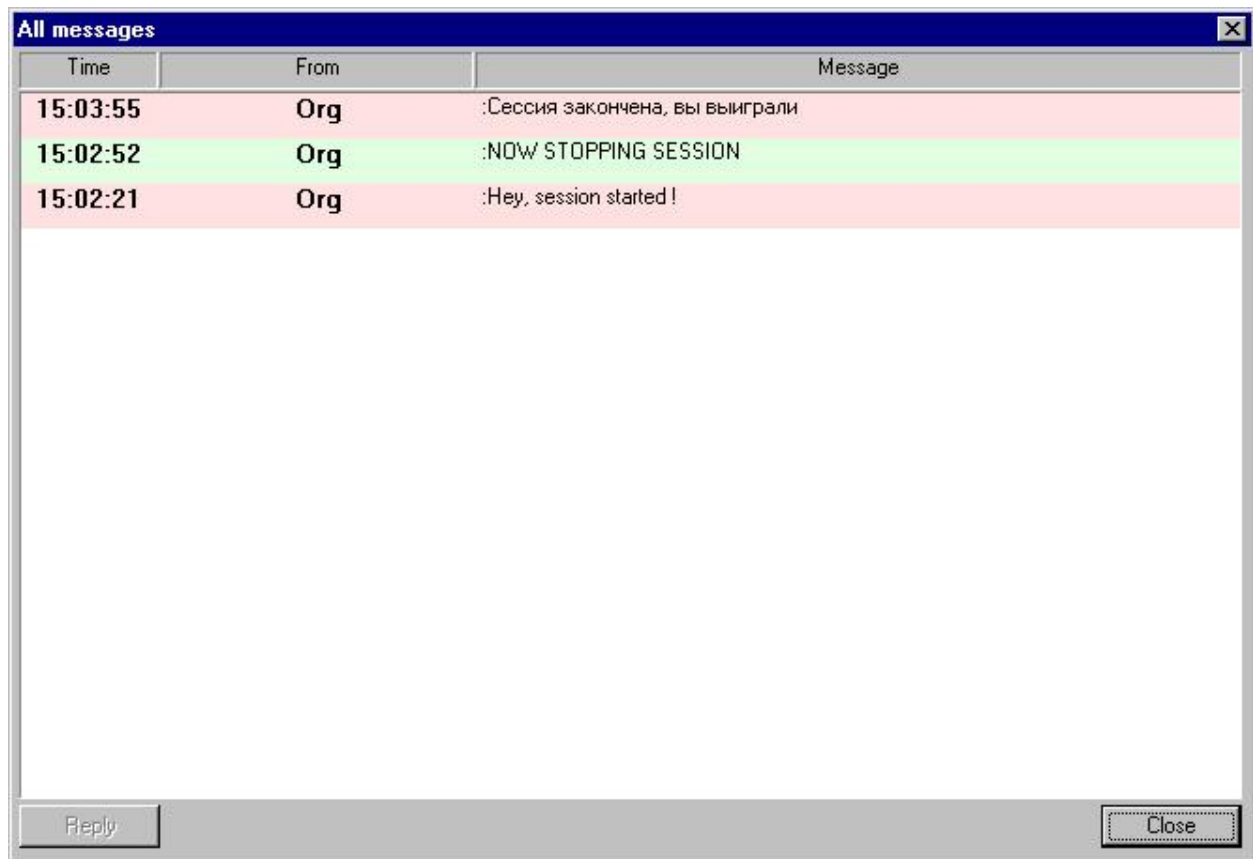 All messages
Time From Message
15:03:55 Org :Сессия закончена, вы выиграли
15:02:52 Org :NOW STOPPING SESSION
15:02:21 Org :Hey, session started !
Reply Close